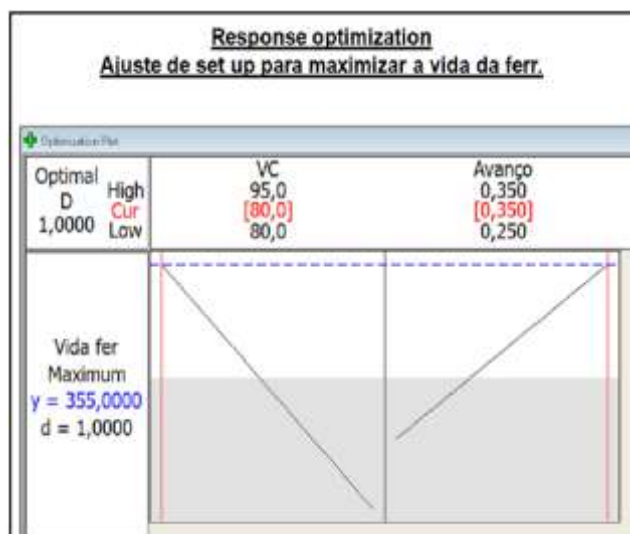 Response optimization
Ajuste de set up para maximizar a vida da ferr.
Optimization Plot
Optimal
D
1,0000
High
Cur
Low
VC
95,0
[80,0]
80,0
Avanço
0,350
[0,350]
0,250
Vida fer
Maximum
y = 355,0000
d = 1,0000